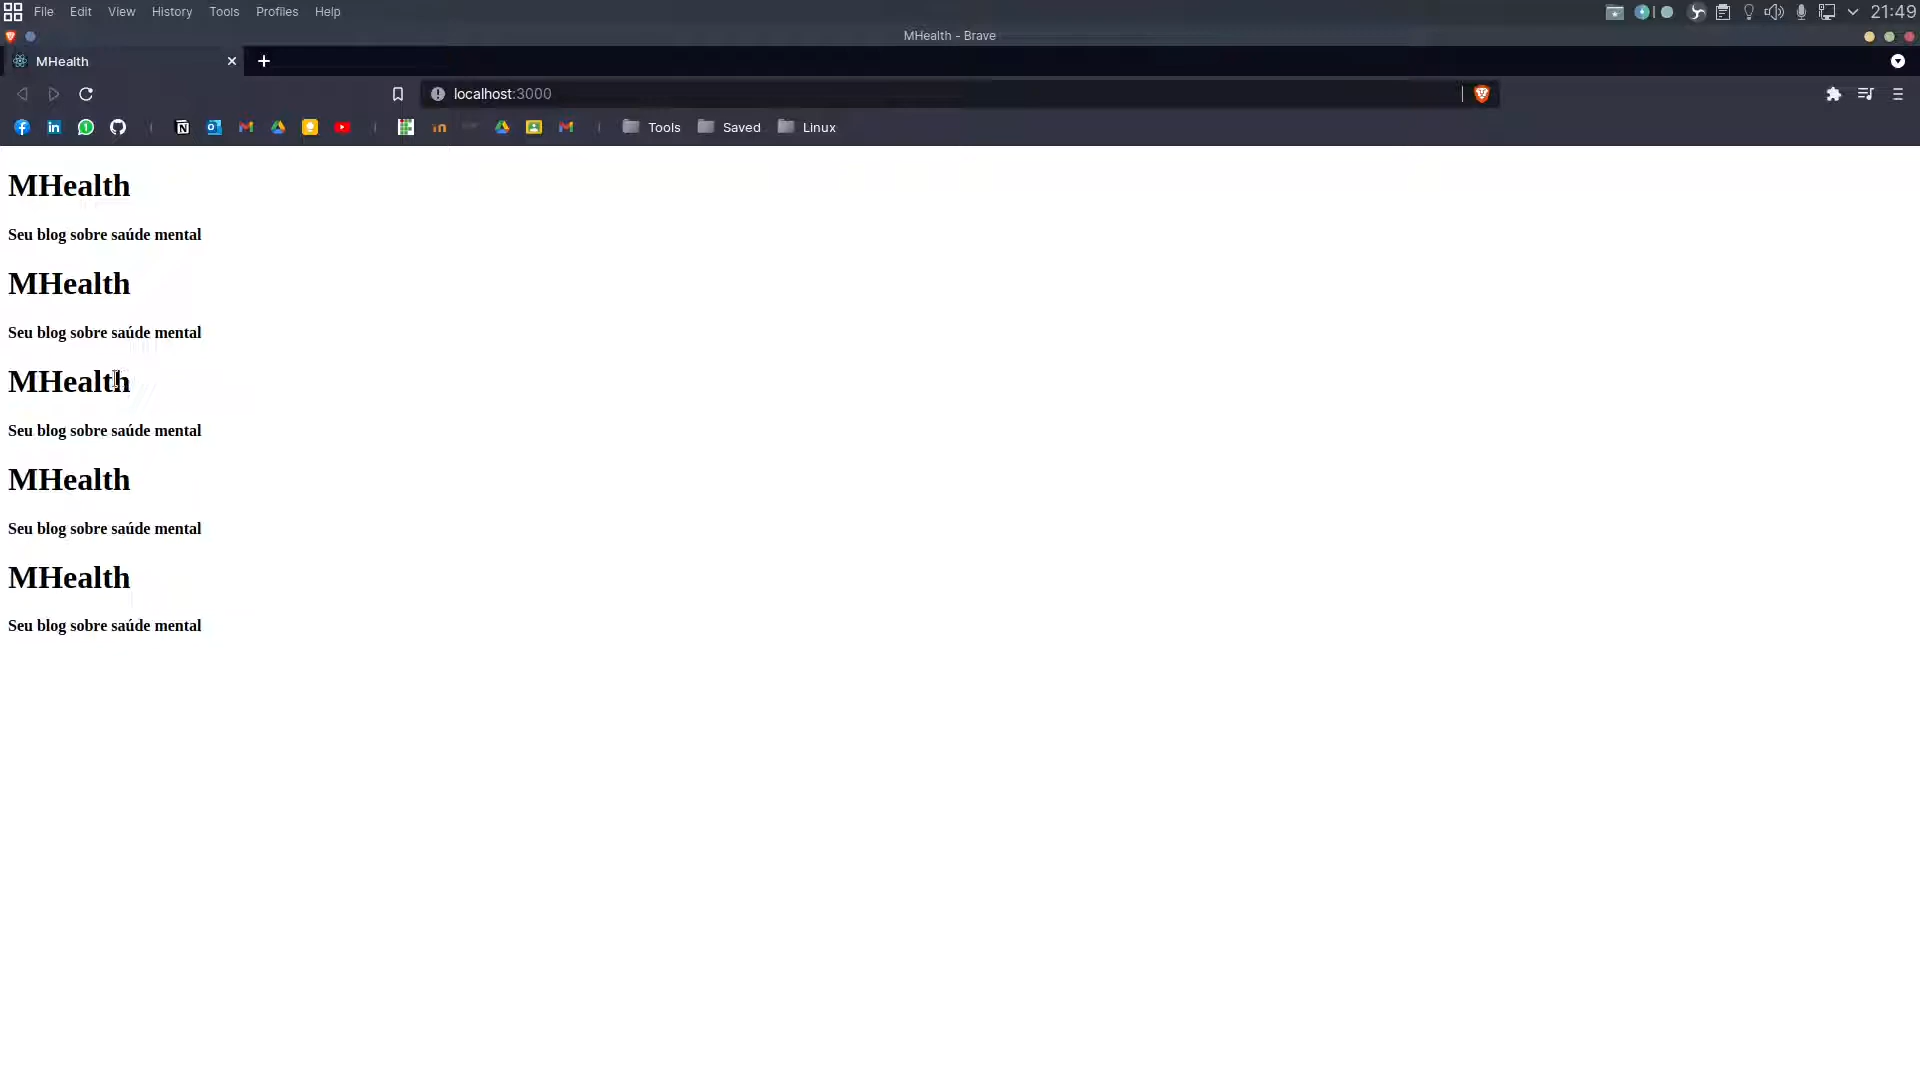 File Edit View History Tools Profiles Help 21:49
MHealth - Brave
MHealth
localhost:3000
Tools Saved Linux
MHealth
Seu blog sobre saúde mental
MHealth
Seu blog sobre saúde mental
MHealth
Seu blog sobre saúde mental
MHealth
Seu blog sobre saúde mental
MHealth
Seu blog sobre saúde mental